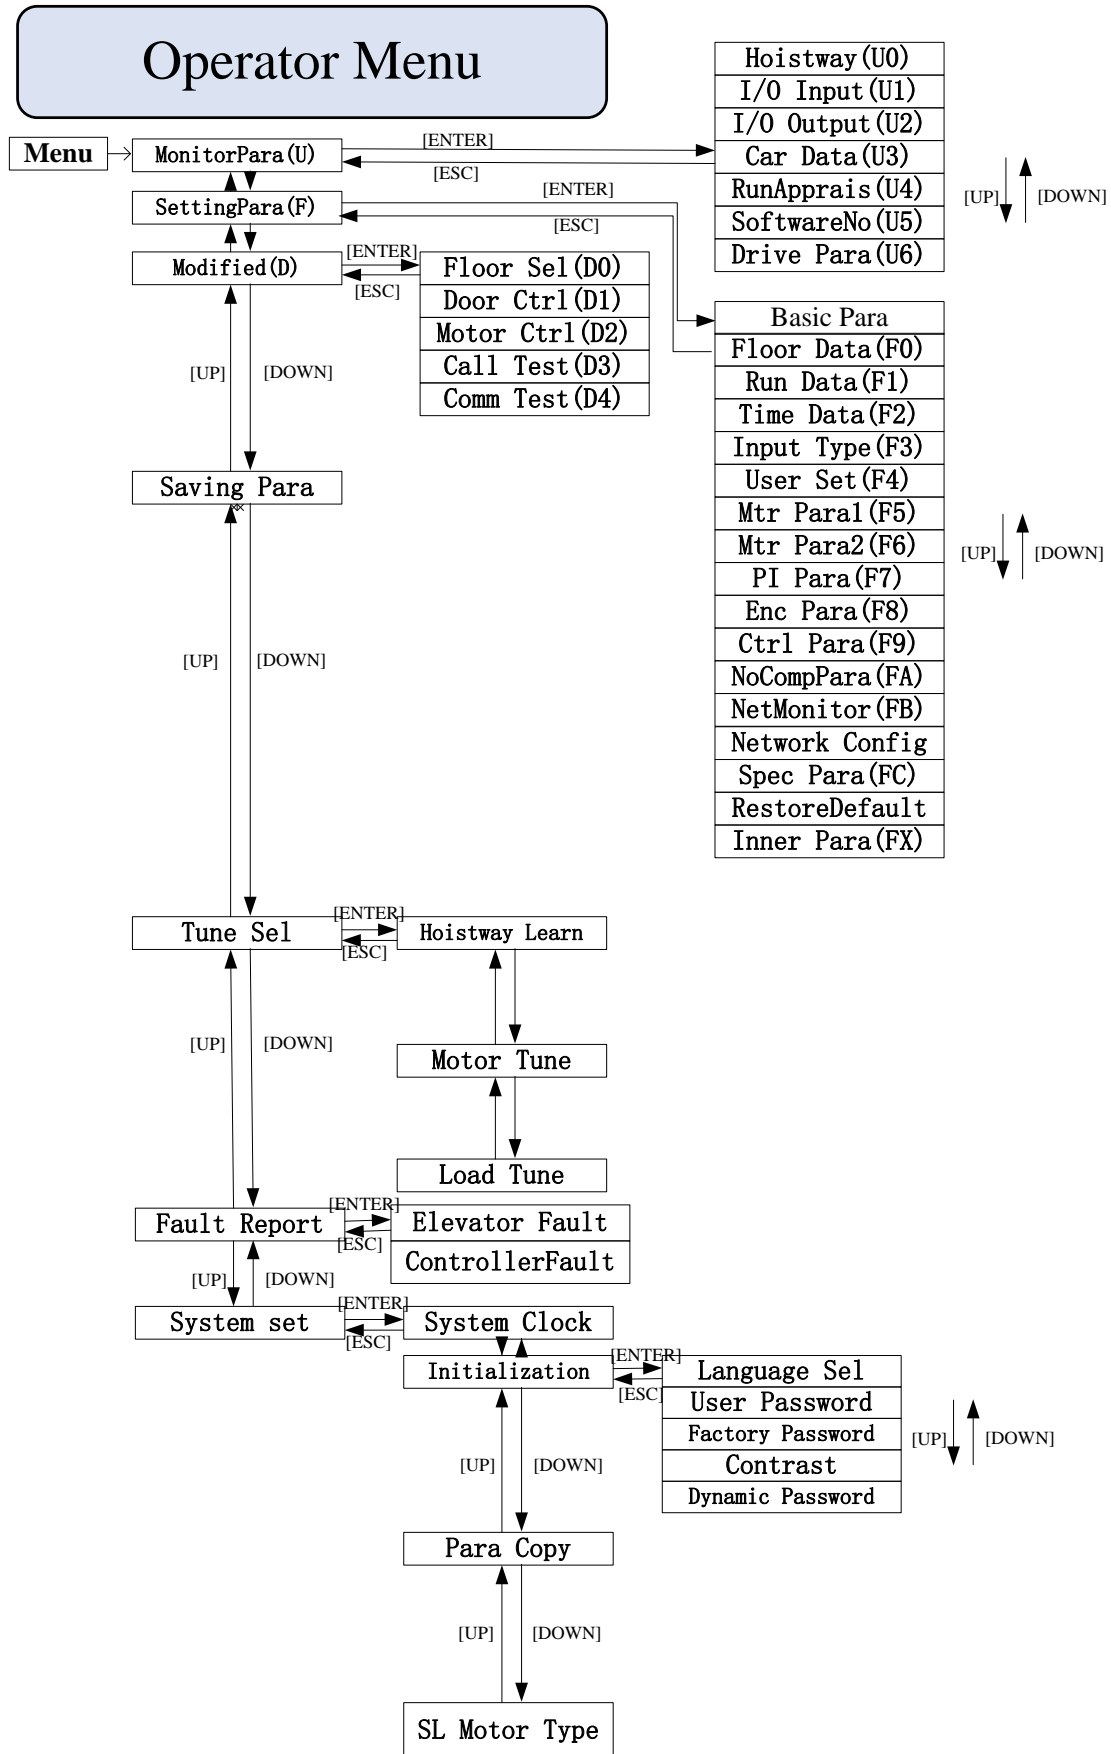 Operator Menu
Menu
MonitorPara(U)
[ENTER]
[ESC]
Hoistway(U0)
I/O Input(U1)
I/O Output(U2)
Car Data(U3)
RunApprais(U4)
SoftwareNo(U5)
Drive Para(U6)
[UP]
[DOWN]
SettingPara(F)
[ENTER]
[ESC]
Modified(D)
[ENTER]
[ESC]
Floor Sel(D0)
Door Ctrl(D1)
Motor Ctrl(D2)
Call Test(D3)
Comm Test(D4)
[UP]
[DOWN]
Basic Para
Floor Data(F0)
Run Data(F1)
Time Data(F2)
Input Type(F3)
User Set(F4)
Mtr Para1(F5)
Mtr Para2(F6)
PI Para(F7)
Enc Para(F8)
Ctrl Para(F9)
NoCompPara(FA)
NetMonitor(FB)
Network Config
Spec Para(FC)
RestoreDefault
Inner Para(FX)
[UP]
[DOWN]
Saving Para
[UP]
[DOWN]
Tune Sel
[ENTER]
[ESC]
Hoistway Learn
Motor Tune
Load Tune
[UP]
[DOWN]
Fault Report
[ENTER]
[ESC]
Elevator Fault
ControllerFault
[UP]
[DOWN]
System set
[ENTER]
[ESC]
System Clock
Initialization
[ENTER]
[ESC]
Language Sel
User Password
Factory Password
Contrast
Dynamic Password
[UP]
[DOWN]
[UP]
[DOWN]
Para Copy
[UP]
[DOWN]
SL Motor Type